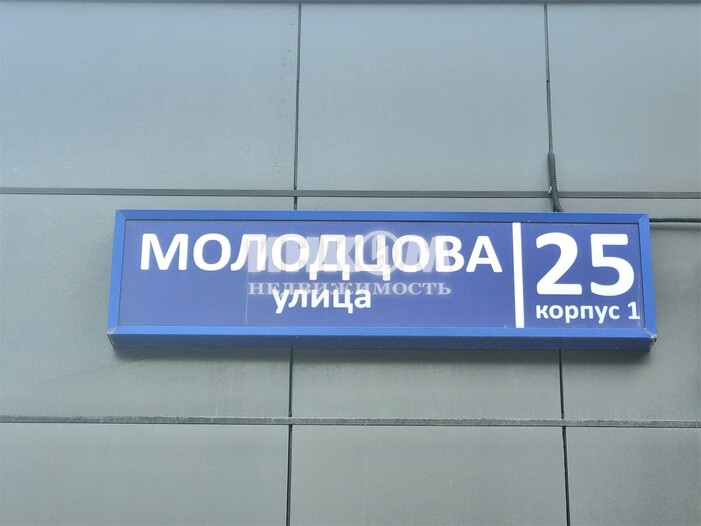 МОЛОДЦОВА
улица
25
корпус 1
НЕДВИЖИМОСТЬ